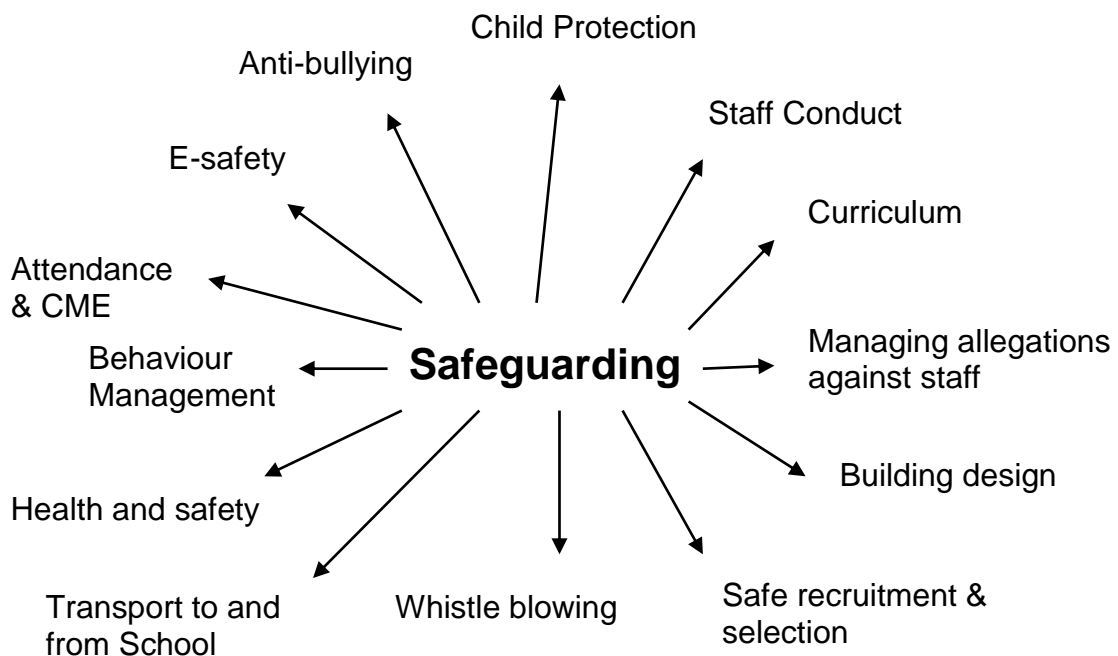 Child Protection
Anti-bullying
Staff Conduct
E-safety
Curriculum
Attendance
& CME
Behaviour
Management
Safeguarding
Managing allegations
against staff
Building design
Health and safety
Transport to and
from School
Whistle blowing
Safe recruitment &
selection